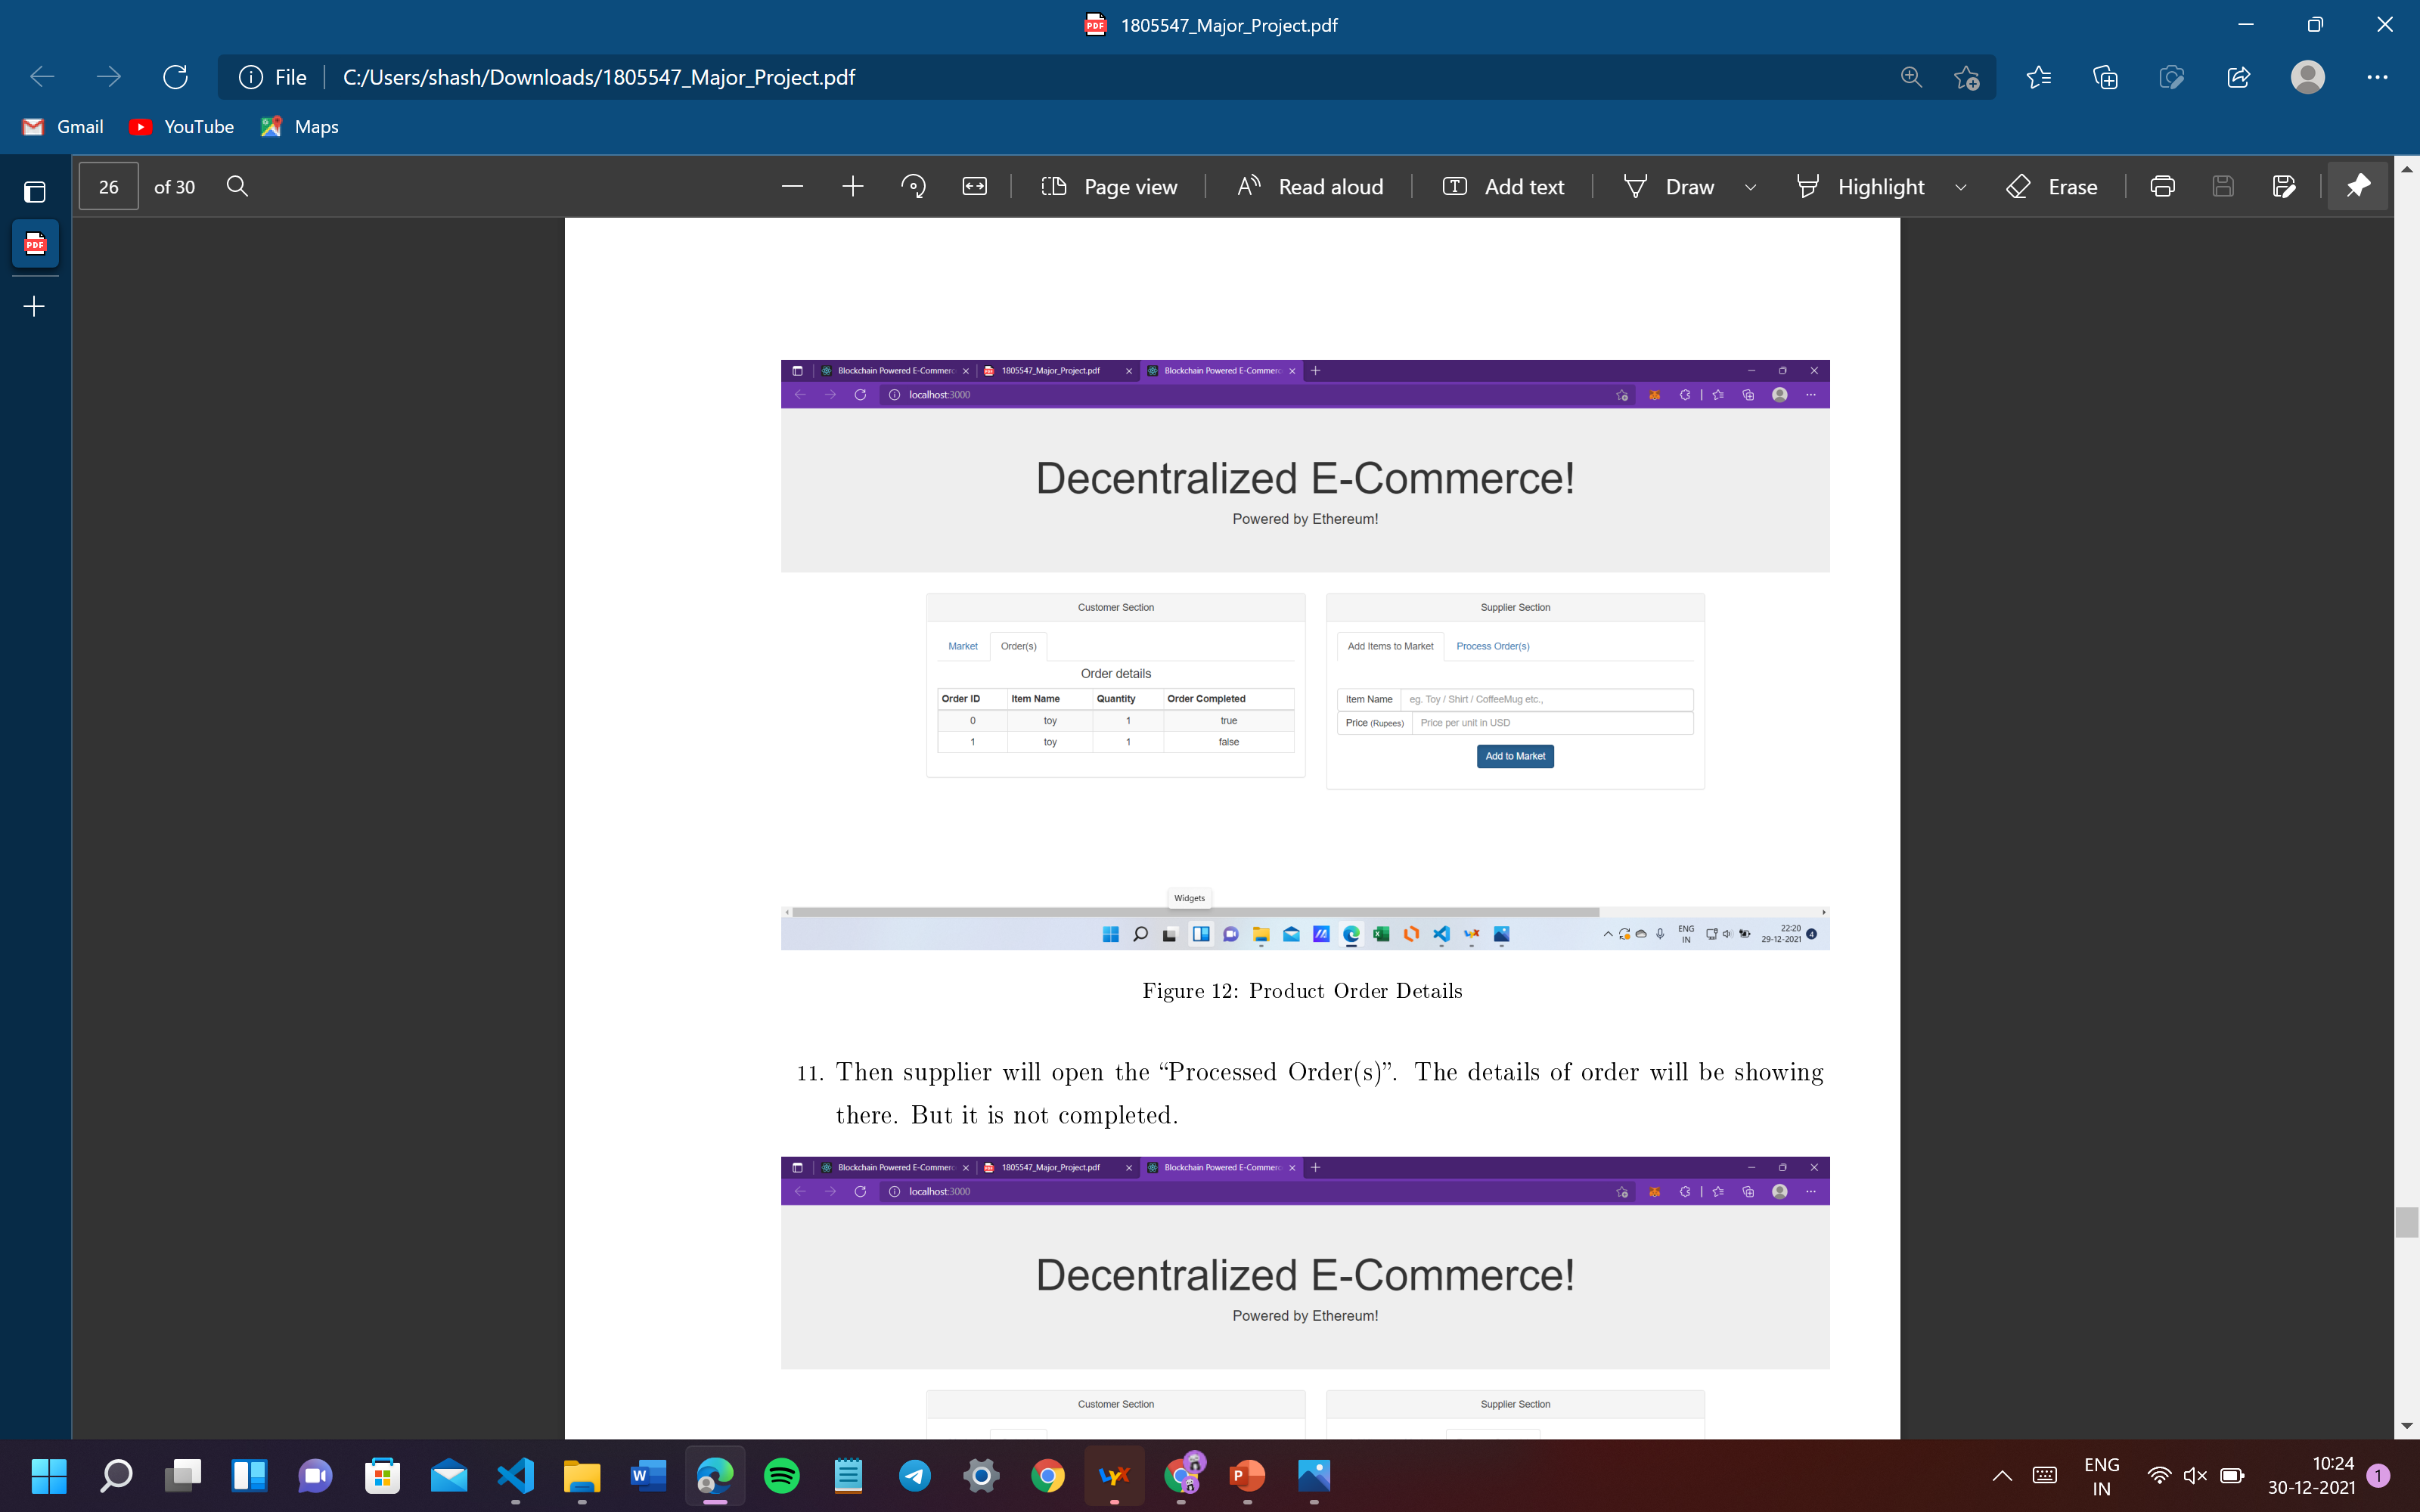 1805547_Major_Project.pdf
File C:/Users/shash/Downloads/1805547_Major_Project.pdf
Gmail YouTube Maps
26 of 30 Page view Read aloud Add text Draw Highlight Erase
Blockchain Powered E-Commerc 1805547_Major_Project.pdf Blockchain Powered E-Commerc
localhost:3000
Decentralized E-Commerce!
Powered by Ethereum!
Customer Section Supplier Section
Market Order(s) Add Items to Market Process Order(s)
Order details
Order ID Item Name Quantity Order Completed
0 toy 1 true
1 toy 1 false
Item Name eg. Toy / Shirt / CoffeeMug etc.,
Price (Rupees) Price per unit in USD
Add to Market
Widgets
ENG
IN
22:20
29-12-2021 4
Figure 12: Product Order Details
11. Then supplier will open the “Processed Order(s)”. The details of order will be showing
there. But it is not completed.
Blockchain Powered E-Commerc 1805547_Major_Project.pdf Blockchain Powered E-Commerc
localhost:3000
Decentralized E-Commerce!
Powered by Ethereum!
Customer Section Supplier Section
ENG
IN
10:24
30-12-2021 1